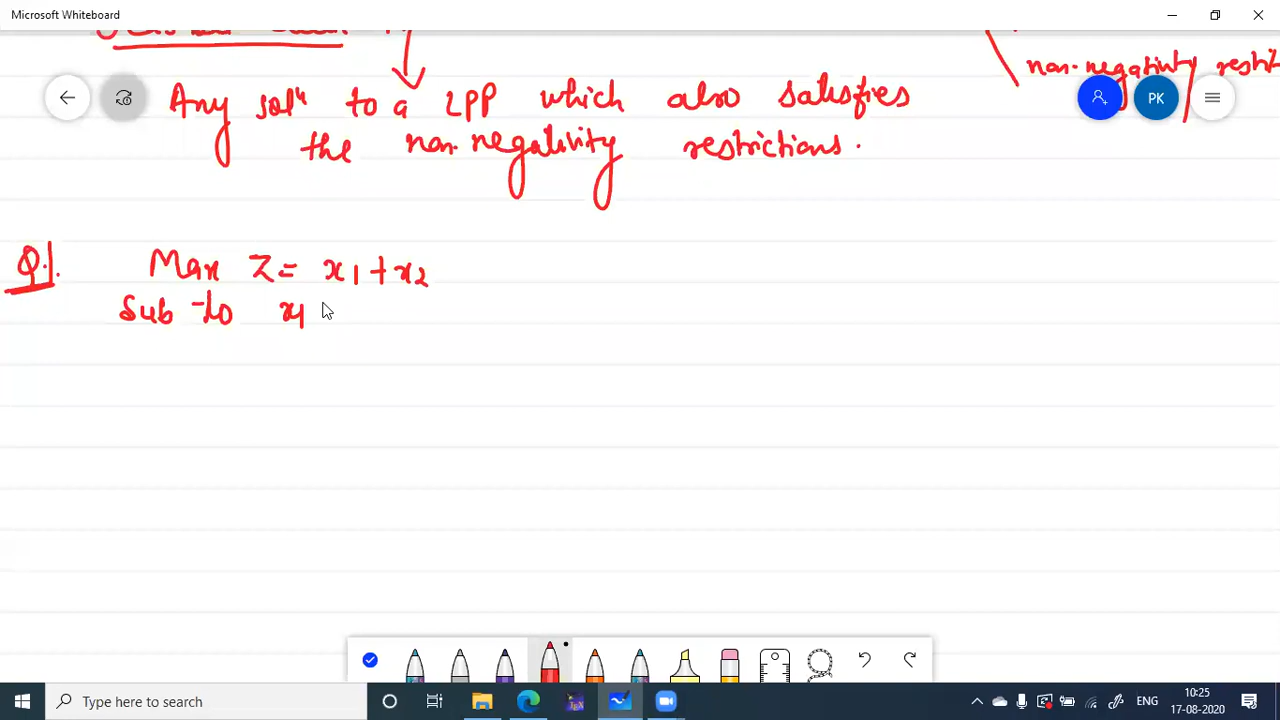 Microsoft Whiteboard
non-negativity
Any solⁿ to a LPP which also satisfies
the non-negativity restrictions.
PK
Q1. Max Z = x1 + x2
Sub to x1
Type here to search
ENG
10:25
17-08-2020